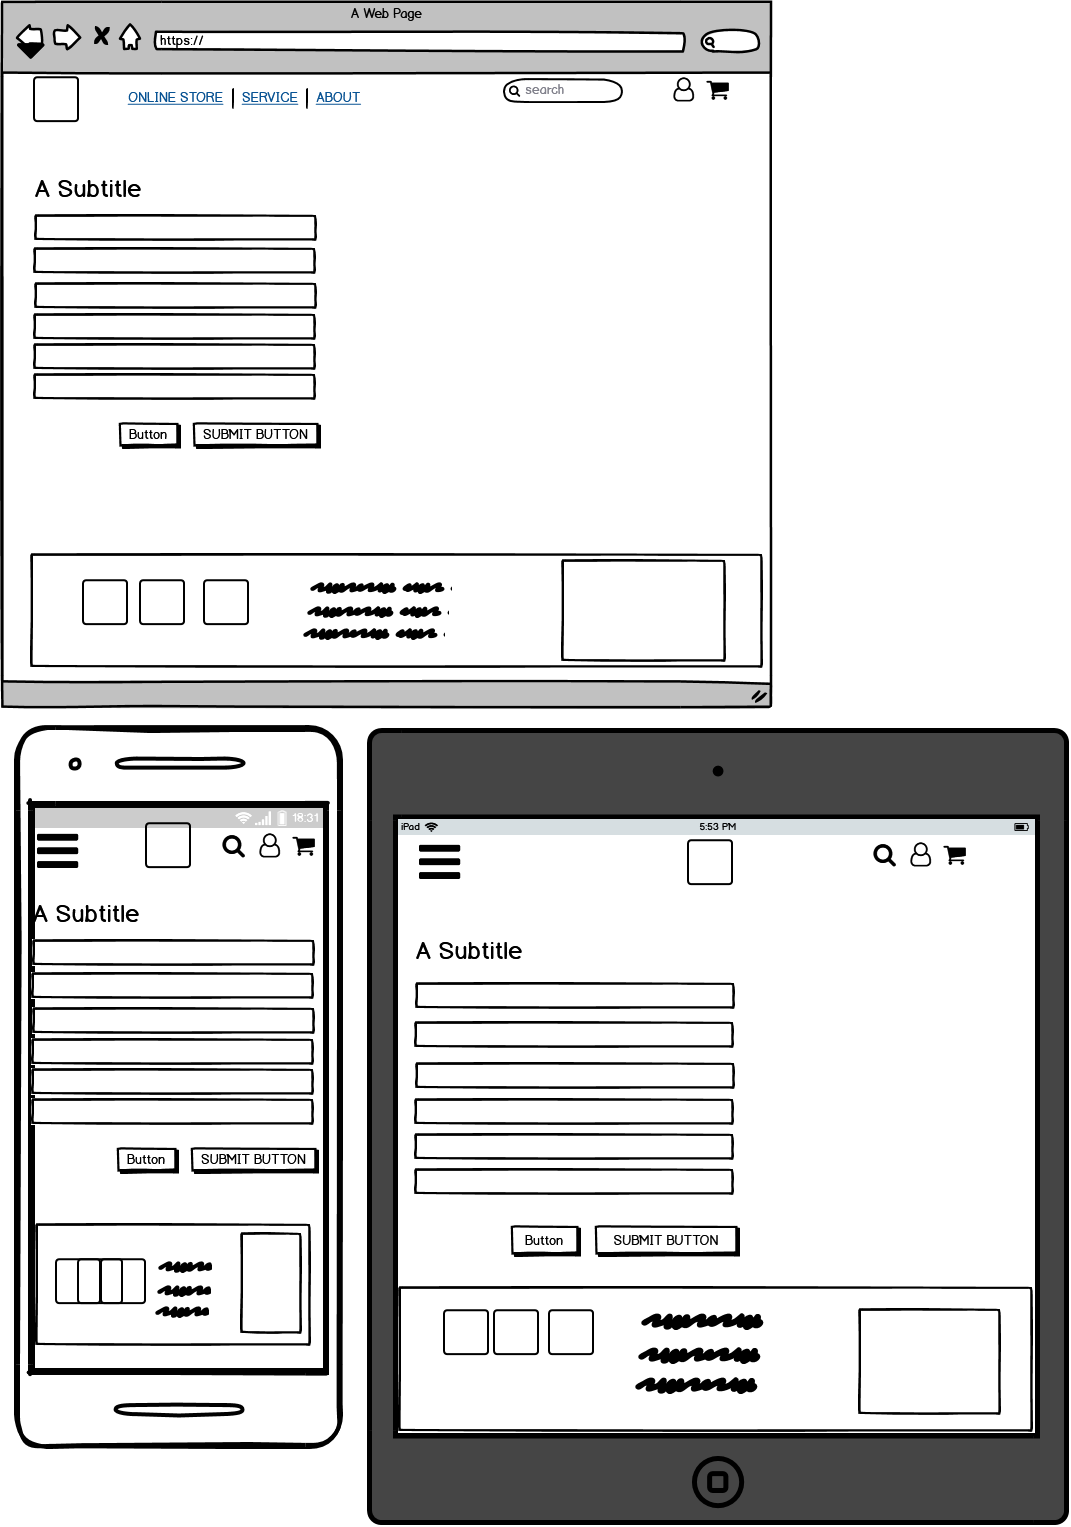 A Web Page
https://
ONLINE STORE | SERVICE | ABOUT
search
A Subtitle
Button
SUBMIT BUTTON
18:31
A Subtitle
Button
SUBMIT BUTTON
iPad
5:53 PM
A Subtitle
Button
SUBMIT BUTTON